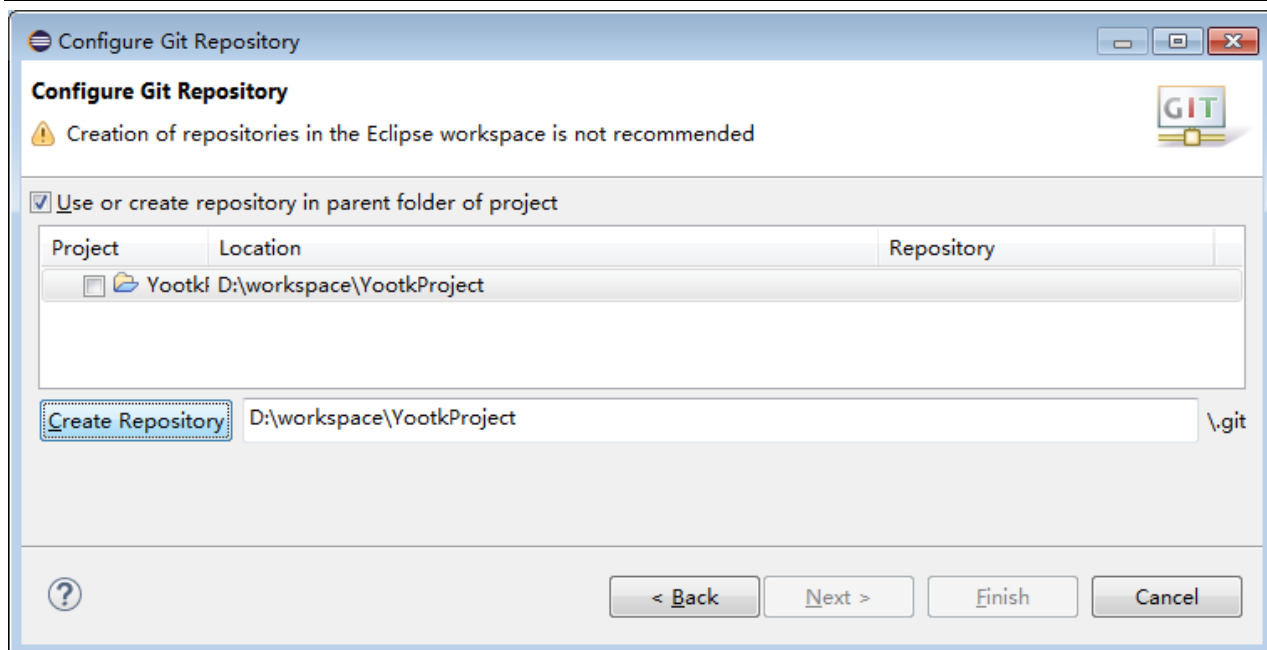 Configure Git Repository
Configure Git Repository
GIT
Creation of repositories in the Eclipse workspace is not recommended
Use or create repository in parent folder of project
Project Location Repository
D:\workspace\YootkProject
Create Repository D:\workspace\YootkProject \.git
? < Back Next > Finish Cancel